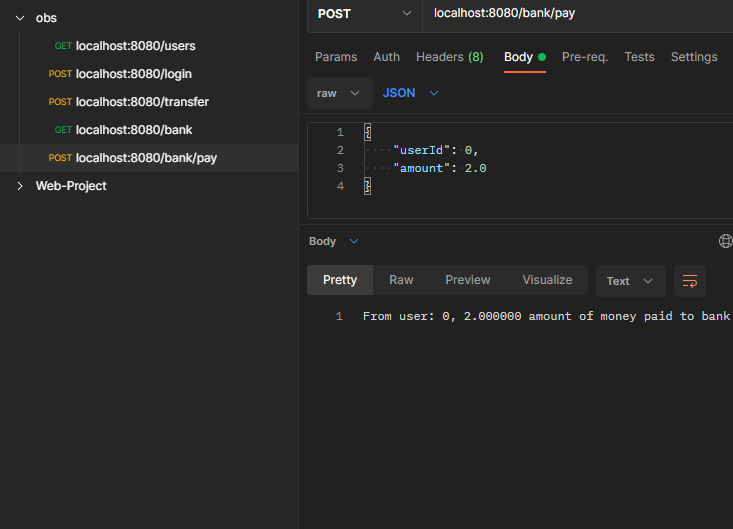 obs
GET localhost:8080/users
POST localhost:8080/login
POST localhost:8080/transfer
GET localhost:8080/bank
POST localhost:8080/bank/pay
Web-Project
POST localhost:8080/bank/pay
Params Auth Headers (8) Body Pre-req. Tests Settings
raw JSON
1 {
2 "userId": 0,
3 "amount": 2.0
4 }
Body
Pretty Raw Preview Visualize Text
1 From user: 0, 2.000000 amount of money paid to bank